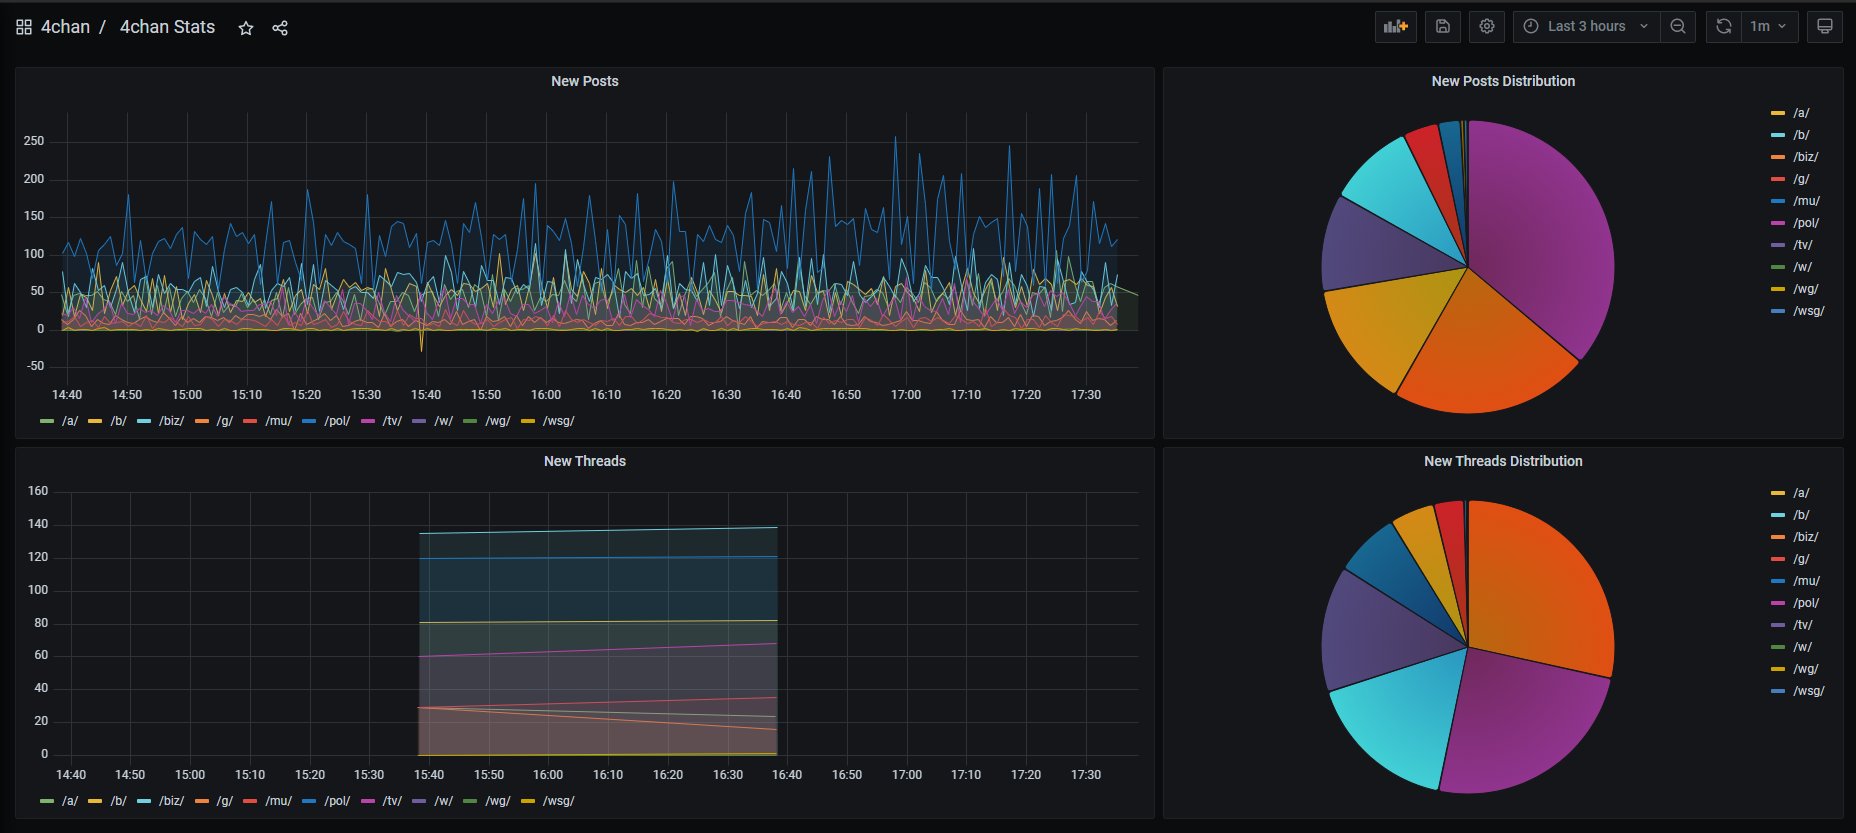 4chan / 4chan Stats
Last 3 hours
1m
New Posts
250
200
150
100
50
0
-50
14:40 14:50 15:00 15:10 15:20 15:30 15:40 15:50 16:00 16:10 16:20 16:30 16:40 16:50 17:00 17:10 17:20 17:30
/a/ /b/ /biz/ /g/ /mu/ /pol/ /tv/ /w/ /wg/ /wsg/
New Posts Distribution
/a/
/b/
/biz/
/g/
/mu/
/pol/
/tv/
/w/
/wg/
/wsg/
New Threads
160
140
120
100
80
60
40
20
0
14:40 14:50 15:00 15:10 15:20 15:30 15:40 15:50 16:00 16:10 16:20 16:30 16:40 16:50 17:00 17:10 17:20 17:30
/a/ /b/ /biz/ /g/ /mu/ /pol/ /tv/ /w/ /wg/ /wsg/
New Threads Distribution
/a/
/b/
/biz/
/g/
/mu/
/pol/
/tv/
/w/
/wg/
/wsg/